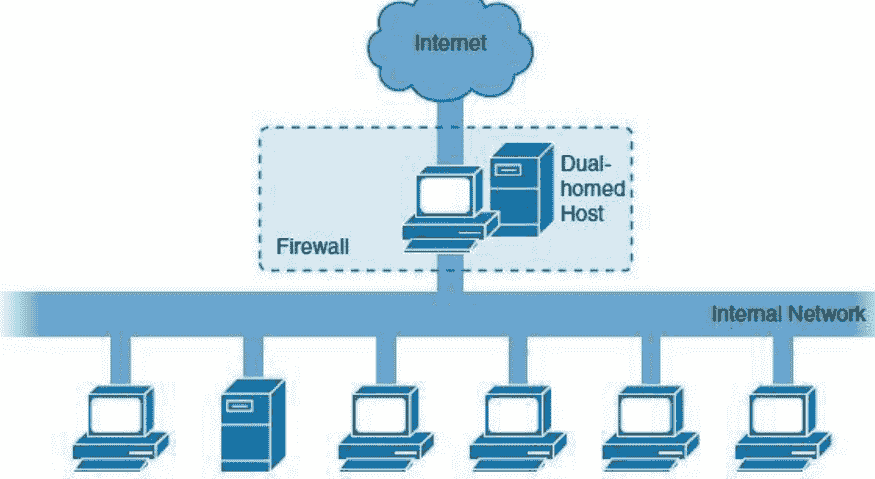 Internet
Dual-
homed
Host
Firewall
Internal Network